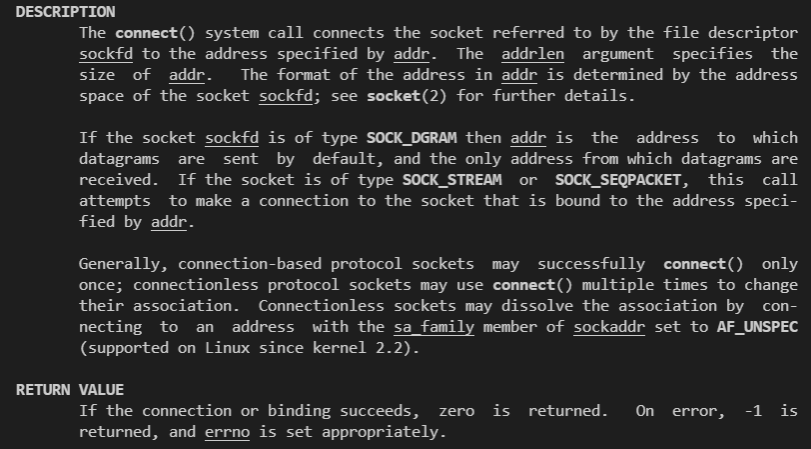 DESCRIPTION
The connect() system call connects the socket referred to by the file descriptor
sockfd to the address specified by addr. The addrlen argument specifies the
size of addr. The format of the address in addr is determined by the address
space of the socket sockfd; see socket(2) for further details.
If the socket sockfd is of type SOCK_DGRAM then addr is the address to which
datagrams are sent by default, and the only address from which datagrams are
received. If the socket is of type SOCK_STREAM or SOCK_SEQPACKET, this call
attempts to make a connection to the socket that is bound to the address speci-
fied by addr.
Generally, connection-based protocol sockets may successfully connect() only
once; connectionless protocol sockets may use connect() multiple times to change
their association. Connectionless sockets may dissolve the association by con-
necting to an address with the sa_family member of sockaddr set to AF_UNSPEC
(supported on Linux since kernel 2.2).
RETURN VALUE
If the connection or binding succeeds, zero is returned. On error, -1 is
returned, and errno is set appropriately.